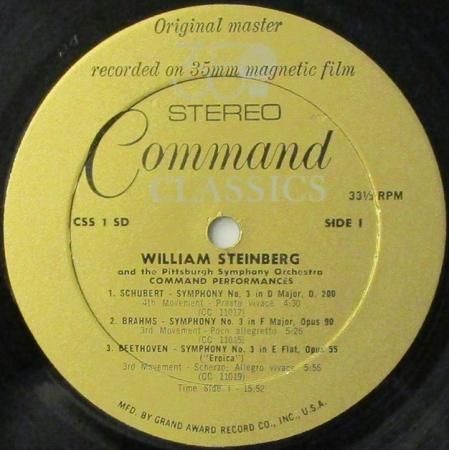 Original master
recorded on 35mm magnetic film
STEREO
Command
CLASSICS
33⅓ RPM
CSS 1 SD
SIDE 1
WILLIAM STEINBERG
and the Pittsburgh Symphony Orchestra
COMMAND PERFORMANCES
1. SCHUBERT - SYMPHONY No. 3 in D Major, D. 200
4th Movement - Presto vivace 4:30
(CC 11017)
2. BRAHMS - SYMPHONY No. 3 in F Major, Opus 90
3rd Movement - Poco allegretto 5:26
(CC 11015)
3. BEETHOVEN - SYMPHONY No. 3 in E Flat, Opus 55
("Eroica")
3rd Movement - Scherzo: Allegro vivace 5:56
(CC 11019)
Time Side 1 - 15:52
MFD. BY GRAND AWARD RECORD CO., INC., U.S.A.